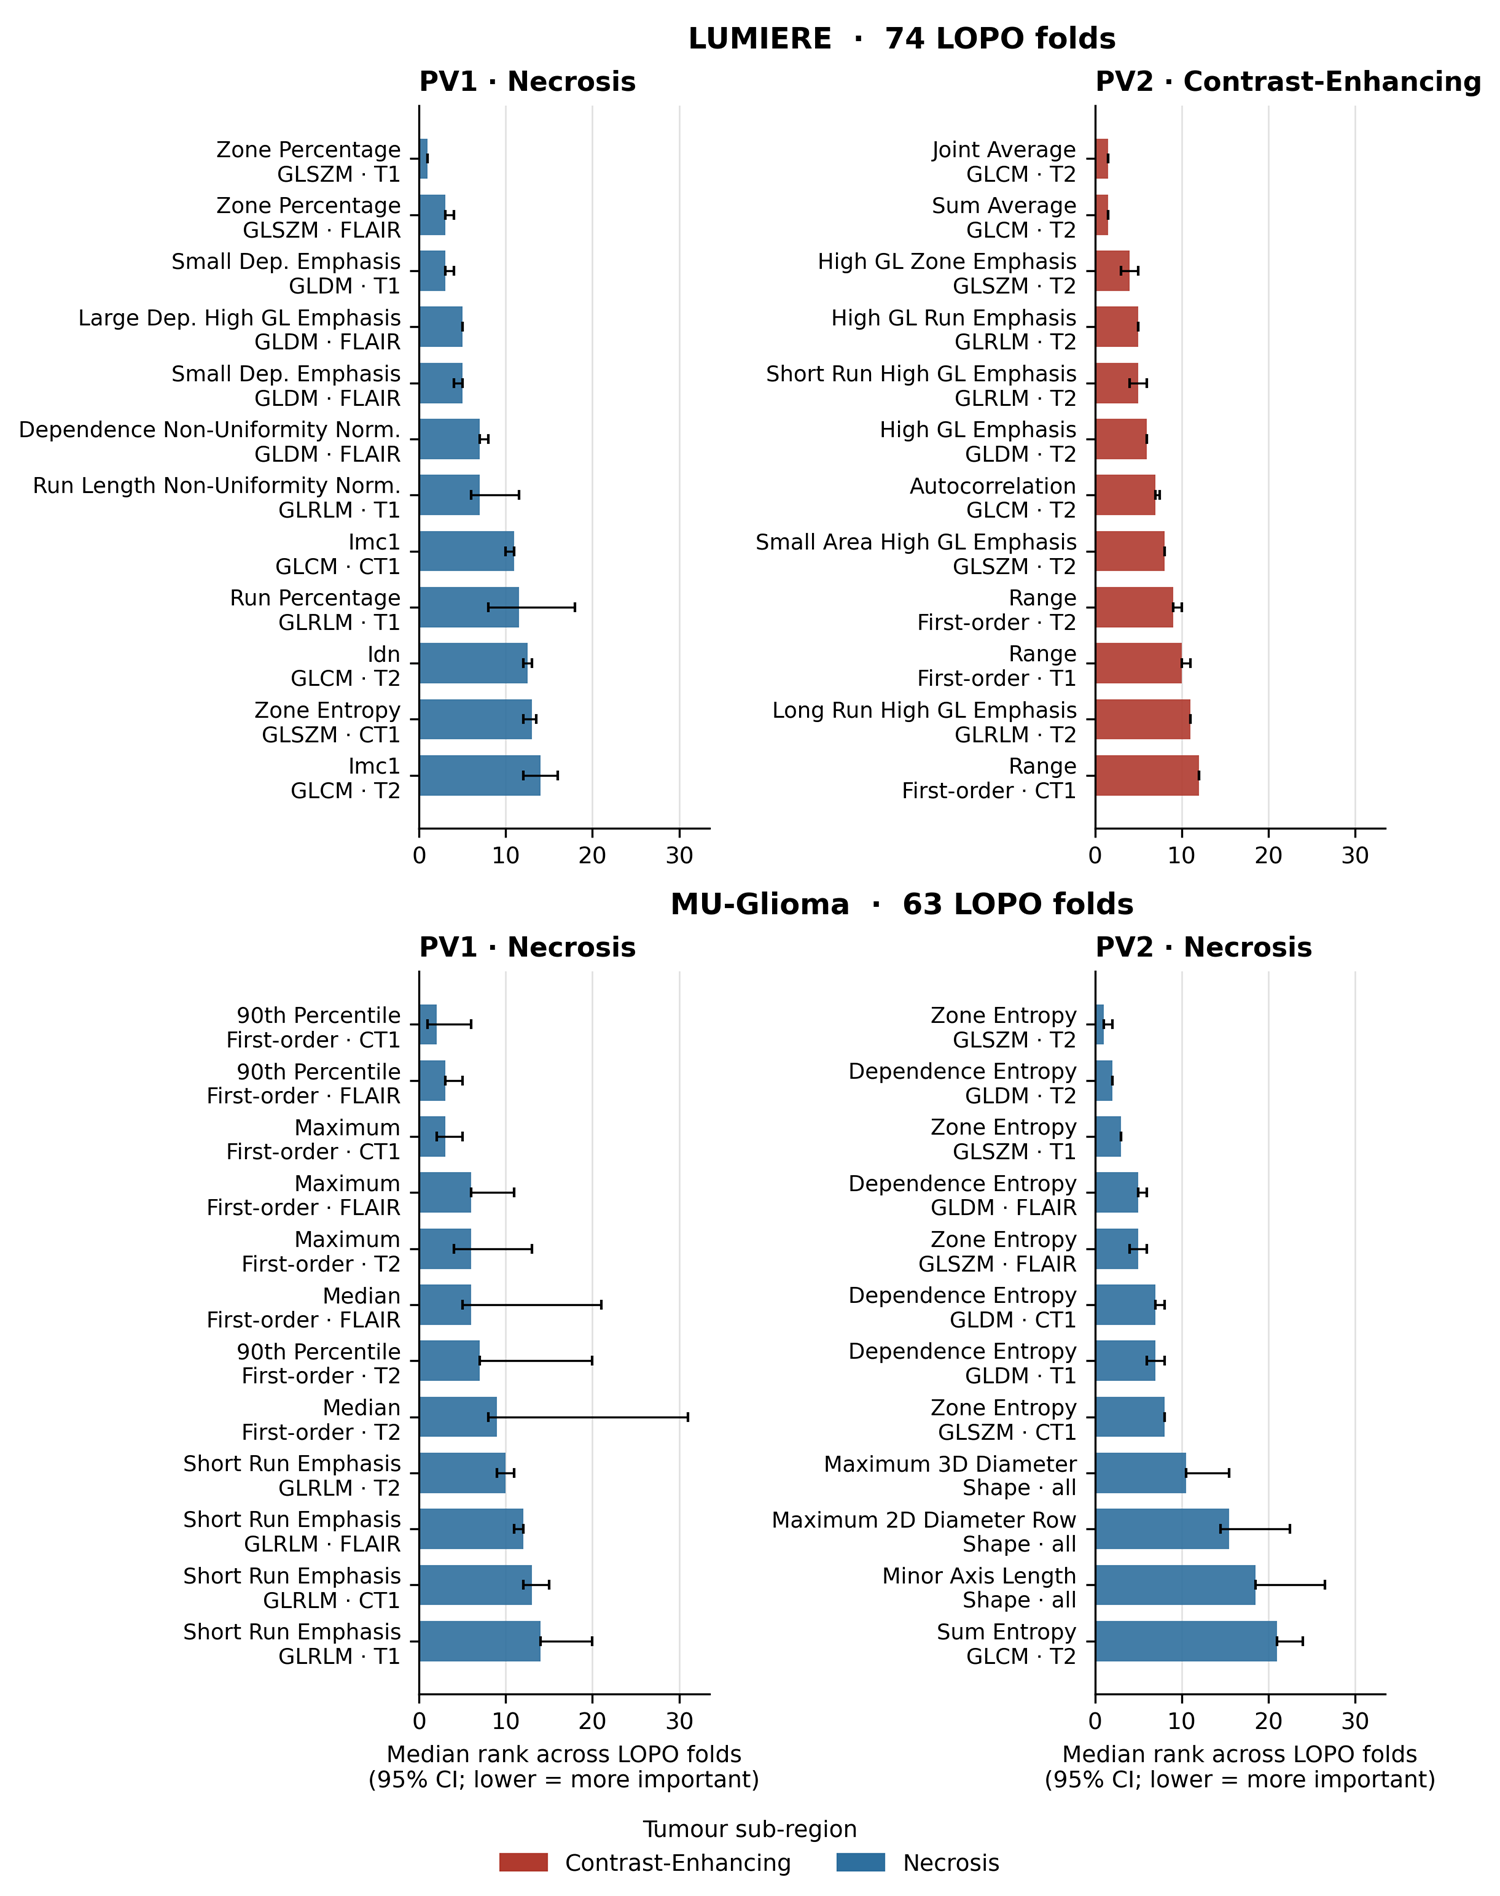 LUMIERE · 74 LOPO folds
PV1 · Necrosis
Zone Percentage
GLSZM · T1
Zone Percentage
GLSZM · FLAIR
Small Dep. Emphasis
GLDM · T1
Large Dep. High GL Emphasis
GLDM · FLAIR
Small Dep. Emphasis
GLDM · FLAIR
Dependence Non-Uniformity Norm.
GLDM · FLAIR
Run Length Non-Uniformity Norm.
GLRLM · T1
Imc1
GLCM · CT1
Run Percentage
GLRLM · T1
Idn
GLCM · T2
Zone Entropy
GLSZM · CT1
Imc1
GLCM · T2
0 10 20 30
PV2 · Contrast-Enhancing
Joint Average
GLCM · T2
Sum Average
GLCM · T2
High GL Zone Emphasis
GLSZM · T2
High GL Run Emphasis
GLRLM · T2
Short Run High GL Emphasis
GLRLM · T2
High GL Emphasis
GLDM · T2
Autocorrelation
GLCM · T2
Small Area High GL Emphasis
GLSZM · T2
Range
First-order · T2
Range
First-order · T1
Long Run High GL Emphasis
GLRLM · T2
Range
First-order · CT1
0 10 20 30
MU-Glioma · 63 LOPO folds
PV1 · Necrosis
90th Percentile
First-order · CT1
90th Percentile
First-order · FLAIR
Maximum
First-order · CT1
Maximum
First-order · FLAIR
Maximum
First-order · T2
Median
First-order · FLAIR
90th Percentile
First-order · T2
Median
First-order · T2
Short Run Emphasis
GLRLM · T2
Short Run Emphasis
GLRLM · FLAIR
Short Run Emphasis
GLRLM · CT1
Short Run Emphasis
GLRLM · T1
0 10 20 30
Median rank across LOPO folds
(95% CI; lower = more important)
PV2 · Necrosis
Zone Entropy
GLSZM · T2
Dependence Entropy
GLDM · T2
Zone Entropy
GLSZM · T1
Dependence Entropy
GLDM · FLAIR
Zone Entropy
GLSZM · FLAIR
Dependence Entropy
GLDM · CT1
Dependence Entropy
GLDM · T1
Zone Entropy
GLSZM · CT1
Maximum 3D Diameter
Shape · all
Maximum 2D Diameter Row
Shape · all
Minor Axis Length
Shape · all
Sum Entropy
GLCM · T2
0 10 20 30
Median rank across LOPO folds
(95% CI; lower = more important)
Tumour sub-region
Contrast-Enhancing
Necrosis